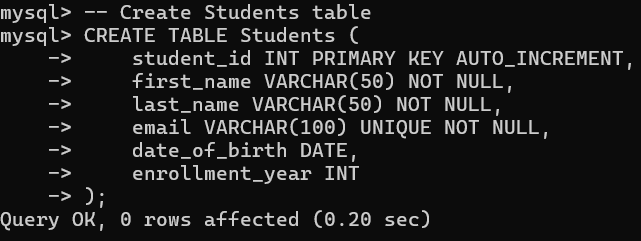 mysql> -- Create Students table
mysql> CREATE TABLE Students (
    ->     student_id INT PRIMARY KEY AUTO_INCREMENT,
    ->     first_name VARCHAR(50) NOT NULL,
    ->     last_name VARCHAR(50) NOT NULL,
    ->     email VARCHAR(100) UNIQUE NOT NULL,
    ->     date_of_birth DATE,
    ->     enrollment_year INT
    -> );
Query OK, 0 rows affected (0.20 sec)